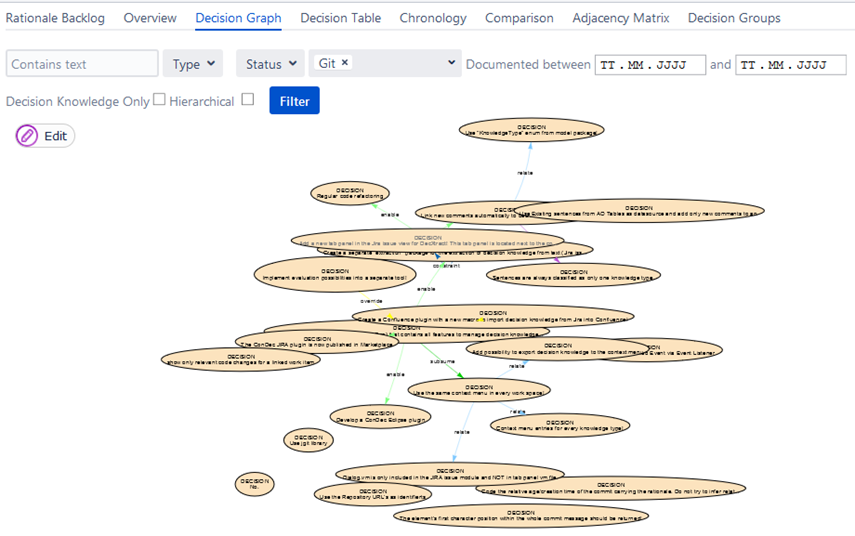 Rationale Backlog Overview Decision Graph Decision Table Chronology Comparison Adjacency Matrix Decision Groups
Contains text Type Status Git × Documented between TT.MM.JJJJ and TT.MM.JJJJ
Decision Knowledge Only Hierarchical Filter
Edit
DECISION
Use "KnowledgeType" enum from model package!
relate
DECISION
Regular code refactoring
enable
DECISION
Link new comments automatically to
DECISION
Use Existing sentences from AO Tables as datasource and add only new comments to ao
DECISION
Add a new tab panel in the Jira issue view for DecXtract! This tab panel is located next to the co
Create a separate "extraction" package for the extraction of decision knowledge from text (Jira iss
constraint
DECISION
Implement evaluation possibilities into a separate tool!
DECISION
Sentences are always classified as only one knowledge type
enable
override
Create a Confluence plugin with a new macro to import decision knowledge from Jira into Confluence!
DECISION
that contains all features to manage decision knowledge
DECISION
The ConDec JIRA plugin is now published in Marketplace
DECISION
show only relevant code changes for a linked work item
DECISION
Add possibility to export decision knowledge to the context menu
Event via Event Listener
subsume
relate
enable
DECISION
Use the same context menu in every work space!
relate
DECISION
Develop a ConDec Eclipse plugin
DECISION
Context menu entries for every knowledge type!
relate
DECISION
Use jgit library
DECISION
No.
DECISION
Dialog.vm is only included in the JIRA issue module and NOT in tab panel vm file
DECISION
Use the Repository URL's as identifiers
DECISION
the relative age/creation time of the commit carrying the rationale. Do not try to infer relat
DECISION
The element's first character position within the whole commit message should be returned!